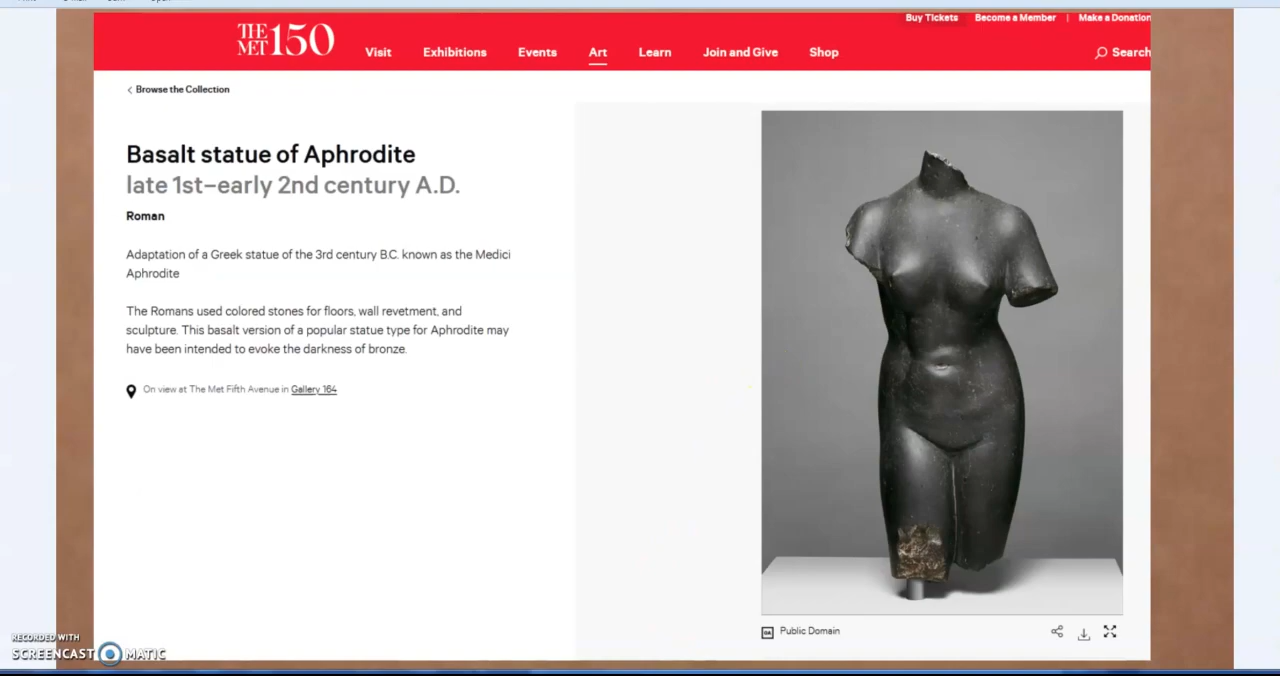 Buy Tickets Become a Member | Make a Donation
THE MET 150
Visit Exhibitions Events Art Learn Join and Give Shop
Search
< Browse the Collection
Basalt statue of Aphrodite
late 1st–early 2nd century A.D.
Roman
Adaptation of a Greek statue of the 3rd century B.C. known as the Medici
Aphrodite
The Romans used colored stones for floors, wall revetment, and
sculpture. This basalt version of a popular statue type for Aphrodite may
have been intended to evoke the darkness of bronze.
On view at The Met Fifth Avenue in Gallery 164
OA Public Domain
RECORDED WITH
SCREENCAST MATIC